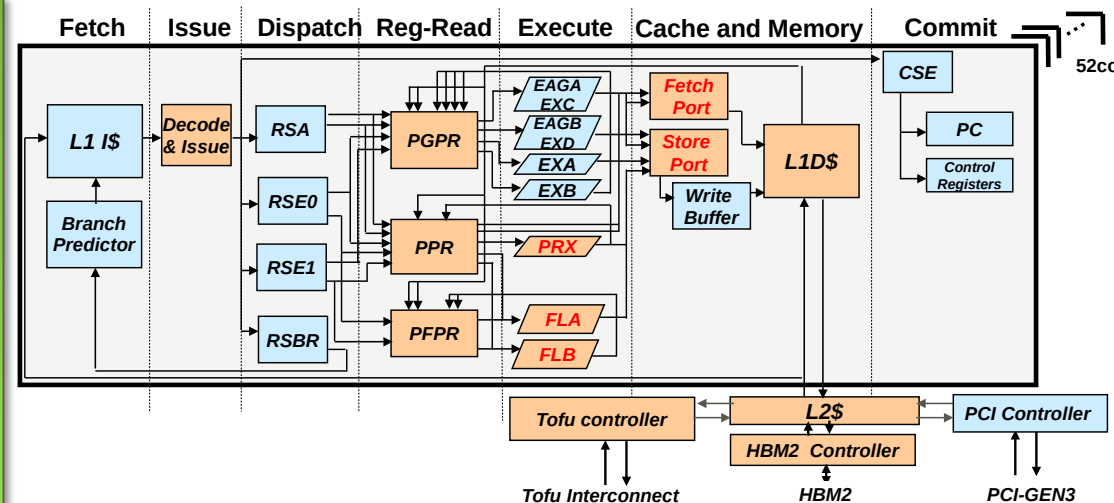 Fetch
Issue
Dispatch
Reg-Read
Execute
Cache and Memory
Commit
52co
L1 I$
Branch
Predictor
Decode
& Issue
RSA
RSE0
RSE1
RSBR
PGPR
PPR
PFPR
EAGA
EXC
EAGB
EXD
EXA
EXB
PRX
FLA
FLB
Fetch
Port
Store
Port
Write
Buffer
L1D$
CSE
PC
Control
Registers
Tofu controller
L2$
HBM2 Controller
PCI Controller
Tofu Interconnect
HBM2
PCI-GEN3